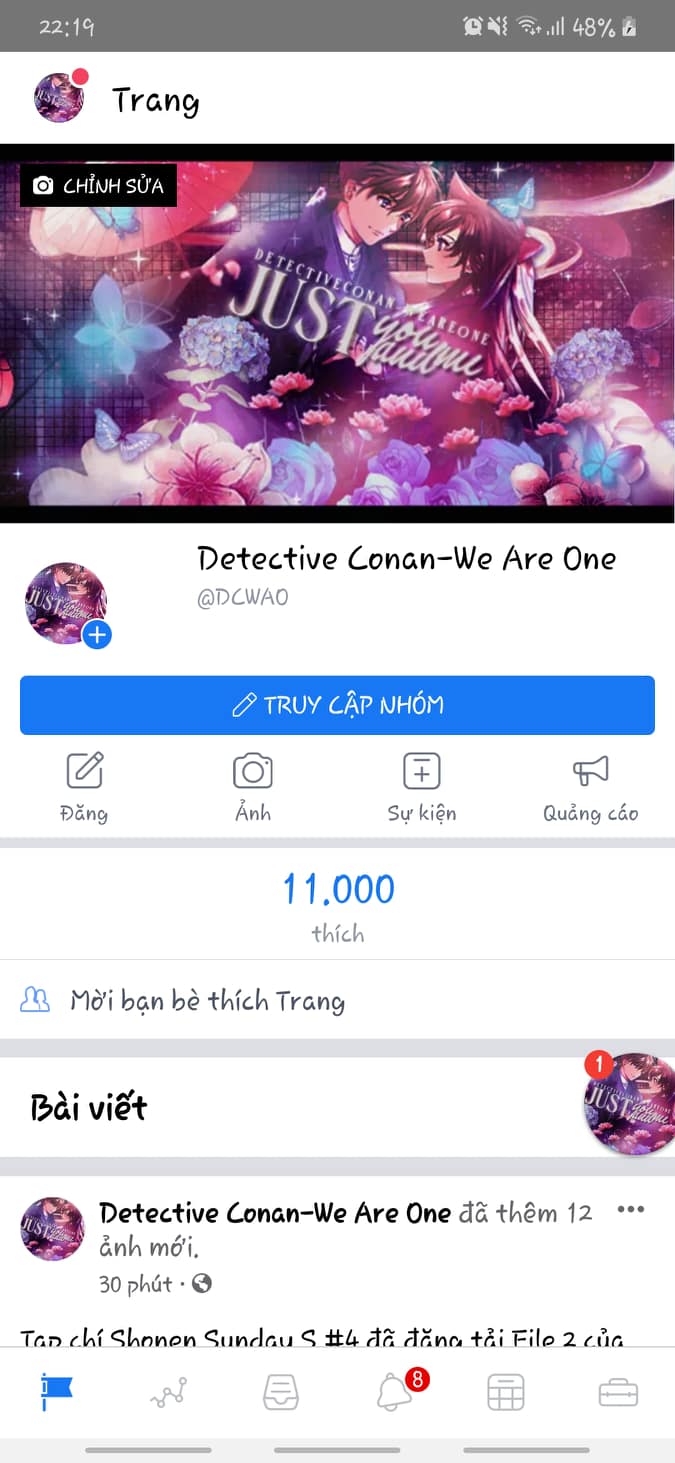 22:19
48%
Trang
CHỈNH SỬA
DETECTIVECONAN WEAREONE
JUST you and me
Detective Conan-We Are One
@DCWAO
TRUY CẬP NHÓM
Đăng
Ảnh
Sự kiện
Quảng cáo
11.000
thích
Mời bạn bè thích Trang
1
Bài viết
Detective Conan-We Are One đã thêm 12
ảnh mới.
30 phút
Tạp chí Shonen Sunday S #4 đã đăng tải File 2 của
8